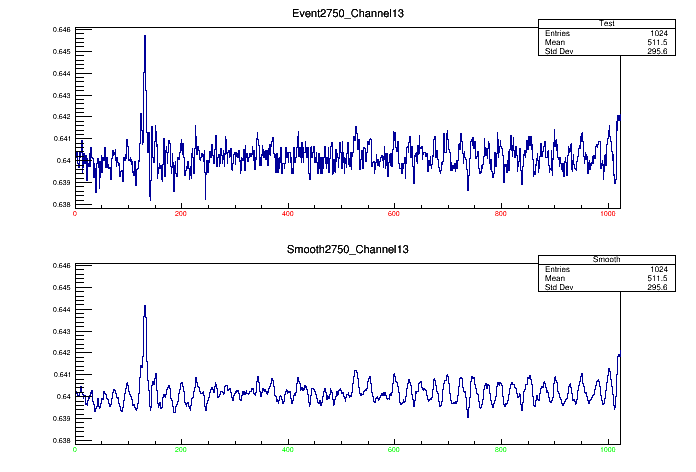 Event2750_Channel13
Test
Entries 1024
Mean 511.5
Std Dev 295.6
0.646
0.645
0.644
0.643
0.642
0.641
0.64
0.639
0.638
0 200 400 600 800 1000
Smooth2750_Channel13
Smooth
Entries 1024
Mean 511.5
Std Dev 295.6
0.646
0.645
0.644
0.643
0.642
0.641
0.64
0.639
0.638
0 200 400 600 800 1000